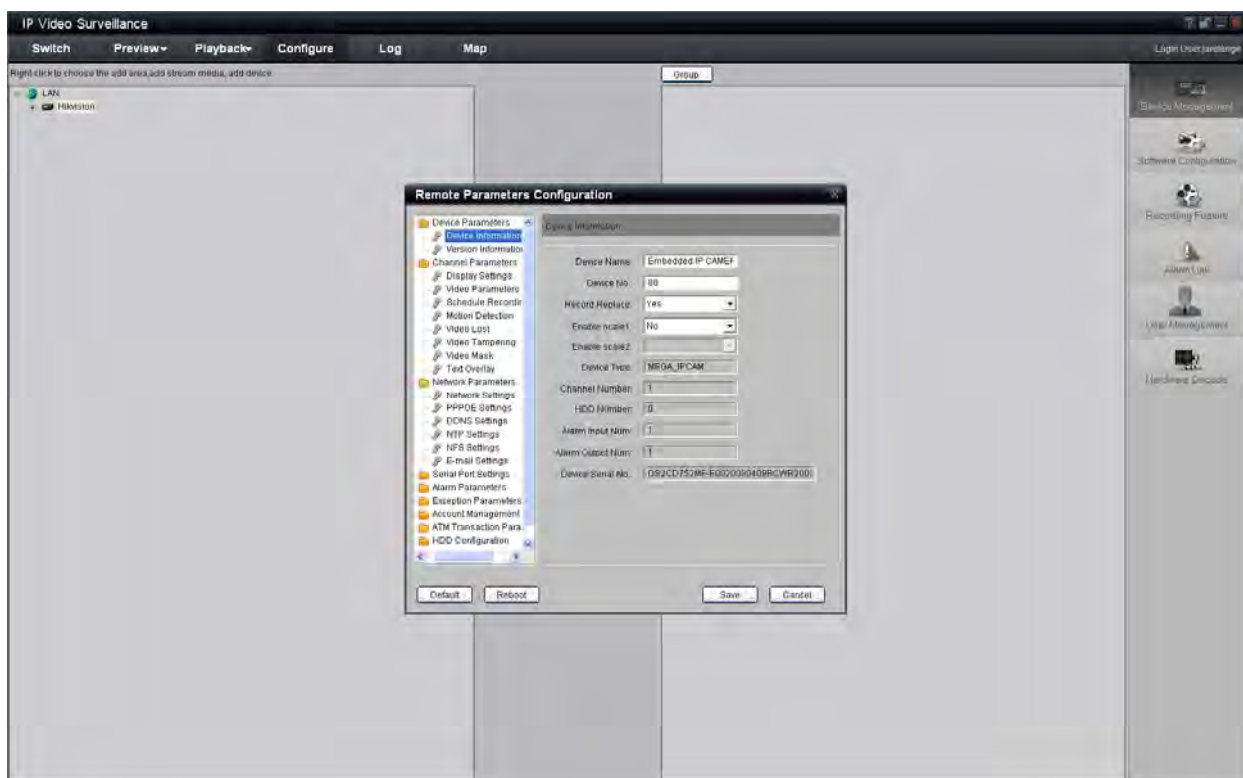 IP Video Surveillance
Switch Preview Playback Configure Log Map
Right click to choose the add area,add stream media, add device
Group
LAN
Hikvision
Device Management
Software Configuration
Recording Feature
Alarm Link
User Management
Hardware Decode
Remote Parameters Configuration
Device Parameters
Device Information
Version Informatio
Channel Parameters
Display Settings
Video Parameters
Schedule Recordin
Motion Detection
Video Lost
Video Tampering
Video Mask
Text Overlay
Network Parameters
Network Settings
PPPOE Settings
DDNS Settings
NTP Settings
NFS Settings
E-mail Settings
Serial Port Settings
Alarm Parameters
Exception Parameters
Account Management
ATM Transaction Para
HDD Configuration
Device Information
Device Name: Embedded IP CAMER
Device No.: 88
Record Replace: Yes
Enable scale1: No
Enable scale2:
Device Type: MEGA_IPCAM
Channel Number: 1
HDD Number: 0
Alarm Input Num: 1
Alarm Output Num: 1
Device Serial No.:
Default Reboot Save Cancel